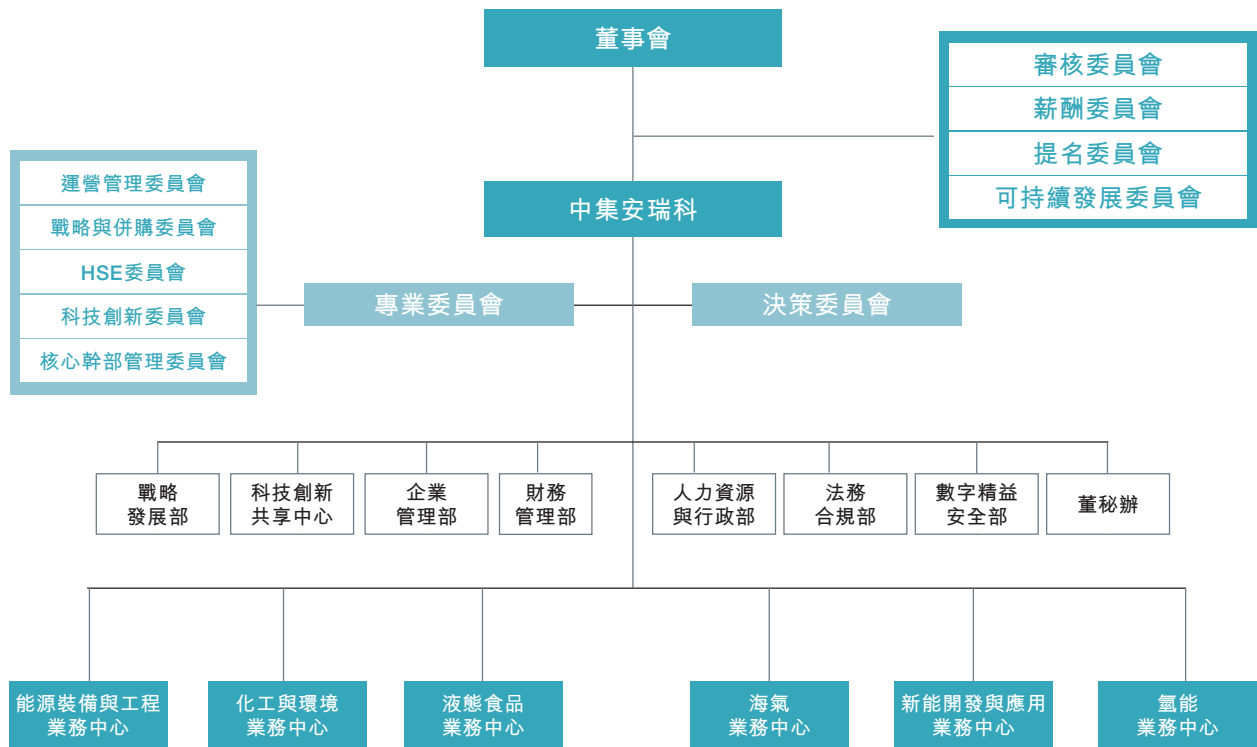 董事會
審核委員會
薪酬委員會
提名委員會
可持續發展委員會
中集安瑞科
運營管理委員會
戰略與併購委員會
HSE委員會
科技創新委員會
核心幹部管理委員會
專業委員會
決策委員會
戰略
發展部
科技創新
共享中心
企業
管理部
財務
管理部
人力資源
與行政部
法務
合規部
數字精益
安全部
董秘辦
能源裝備與工程
業務中心
化工與環境
業務中心
液態食品
業務中心
海氣
業務中心
新能開發與應用
業務中心
氫能
業務中心